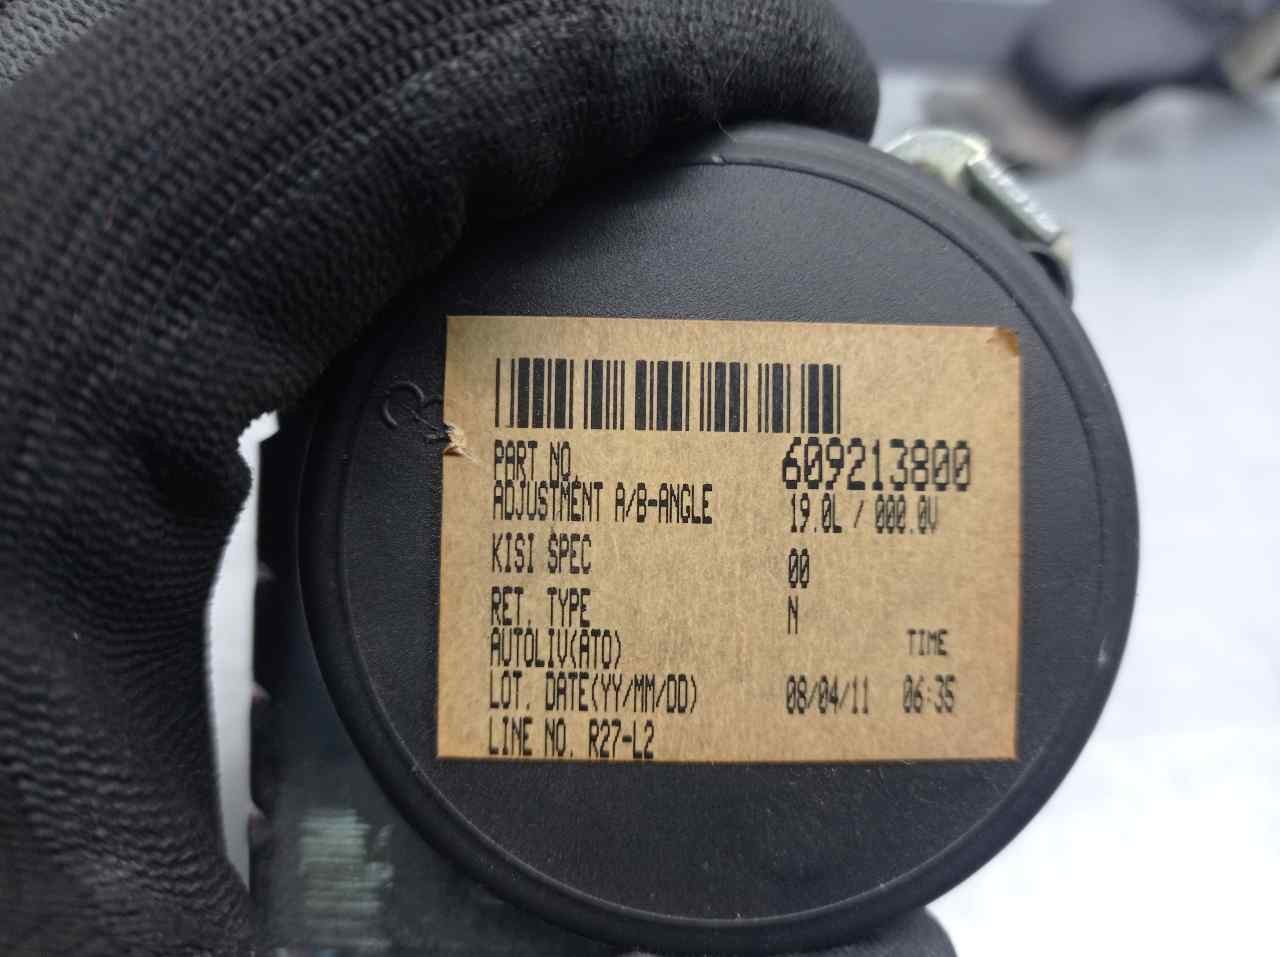 PART NO. 609213800
ADJUSTMENT A/B-ANGLE 19.0L / 000.0V
KISI SPEC 00
RET. TYPE N
AUTOLIV(ATO) TIME
LOT. DATE(YY/MM/DD) 08/04/11 06:35
LINE NO. R27-L2